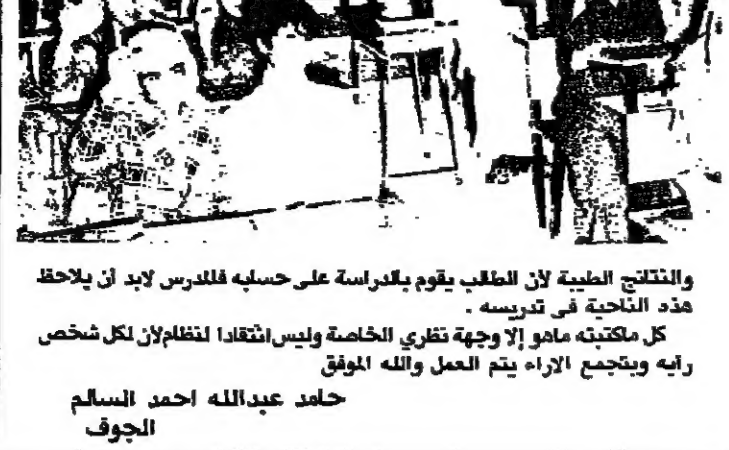 والنتائج الطيبة لأن الطالب يقوم بالدراسة على حسابه فالمدرس لابد أن يلاحظ
هذه الناحية فى تدريسه .
كل ماكتبته ماهو إلا وجهة نظري الخاصة وليس انتقادا لنظام لأن لكل شخص
رأيه وبتجمع الاراء يتم العمل والله الموفق
حامد عبدالله احمد السالم
الجوف